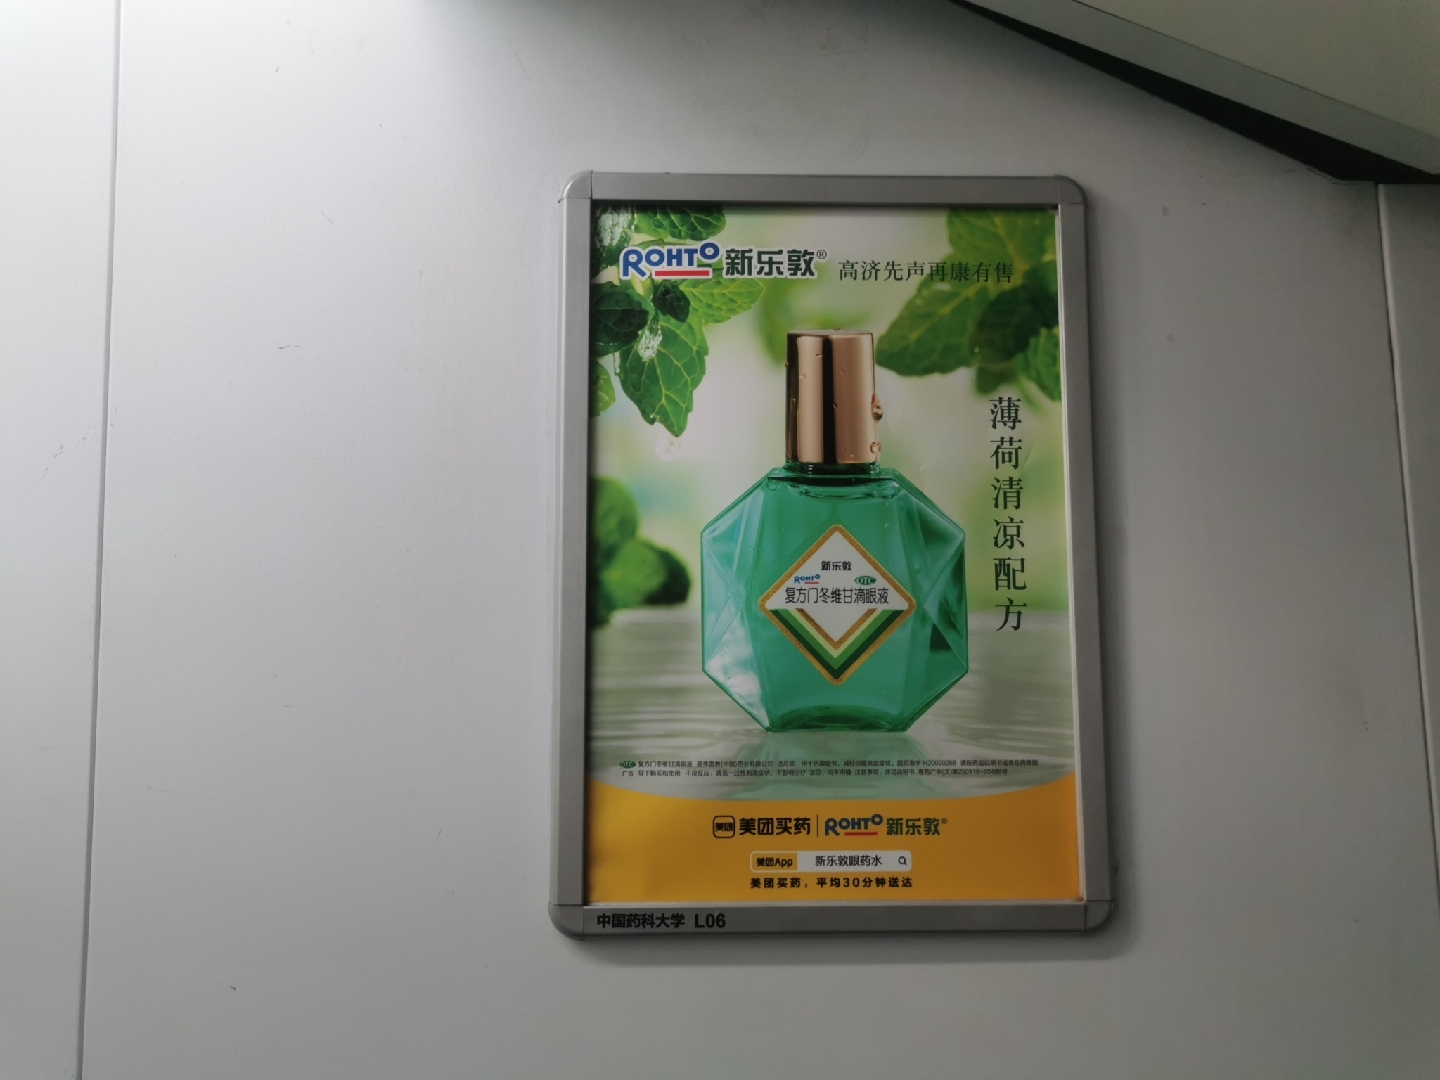 ROHTO 新乐敦® 高济先声再康有售
薄荷清凉配方
新乐敦
ROHTO OTC
复方门冬维甘滴眼液
美团 美团买药 ROHTO 新乐敦®
美团App 新乐敦眼药水
美团买药，平均30分钟送达
中国药科大学 L06